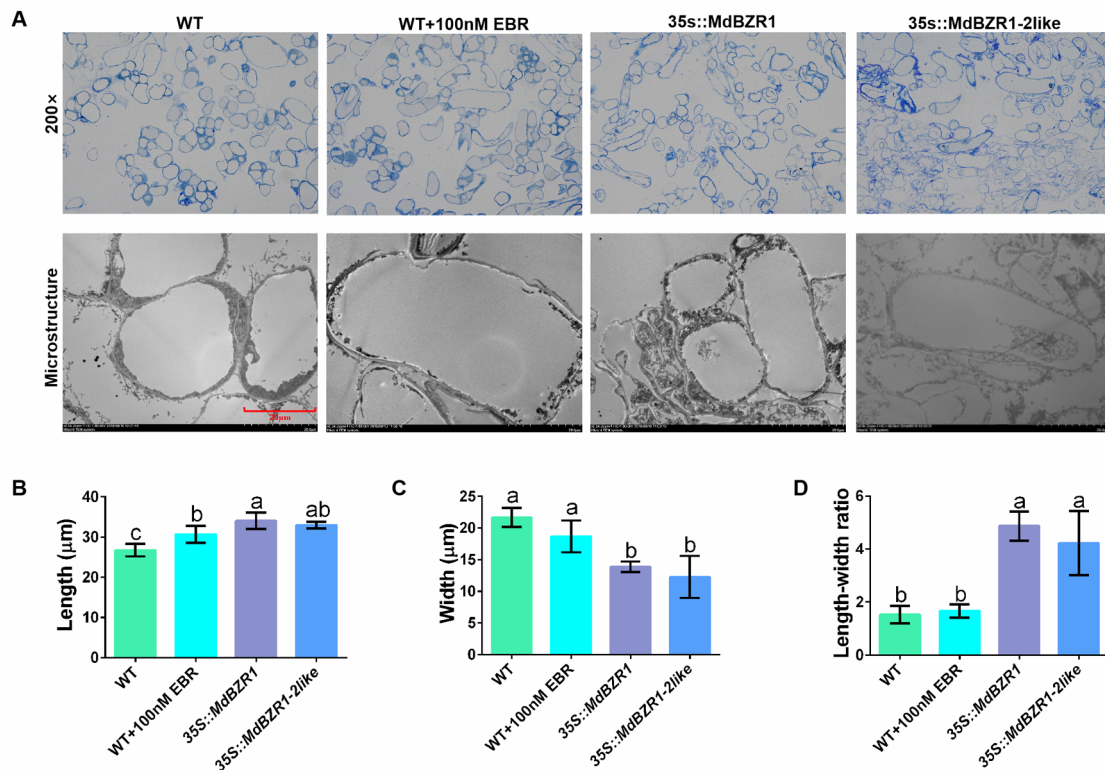 A
WT
WT+100nM EBR
35s::MdBZR1
35s::MdBZR1-2like
200×
Microstructure
20μm
B
Length (μm)
40
30
20
10
0
c
b
a
ab
WT
WT+100nM EBR
35S::MdBZR1
35S::MdBZR1-2like
C
Width (μm)
25
20
15
10
5
0
a
a
b
b
WT
WT+100nM EBR
35S::MdBZR1
35S::MdBZR1-2like
D
Length-width ratio
6
4
2
0
b
b
a
a
WT
WT+100nM EBR
35S::MdBZR1
35S::MdBZR1-2like